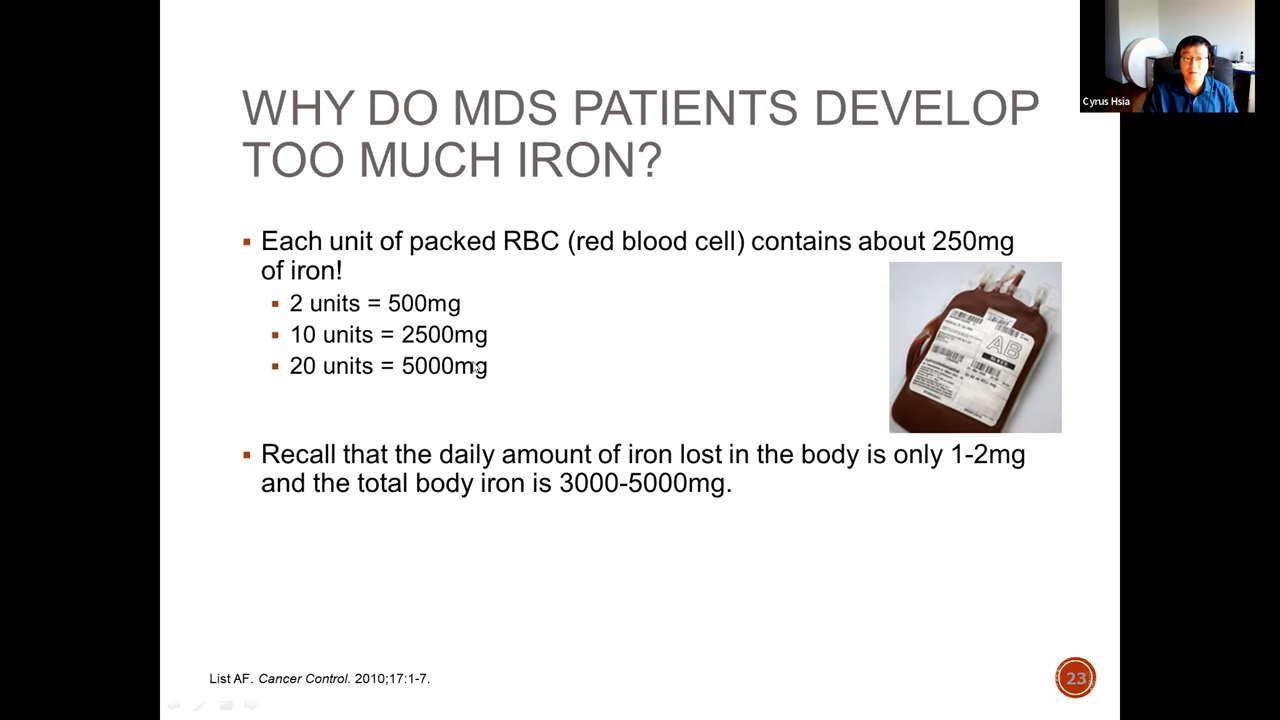 Cyrus Hsia
WHY DO MDS PATIENTS DEVELOP
TOO MUCH IRON?
▪ Each unit of packed RBC (red blood cell) contains about 250mg
of iron!
▪ 2 units = 500mg
▪ 10 units = 2500mg
▪ 20 units = 5000mg
AB
▪ Recall that the daily amount of iron lost in the body is only 1-2mg
and the total body iron is 3000-5000mg.
List AF. Cancer Control. 2010;17:1-7.
23